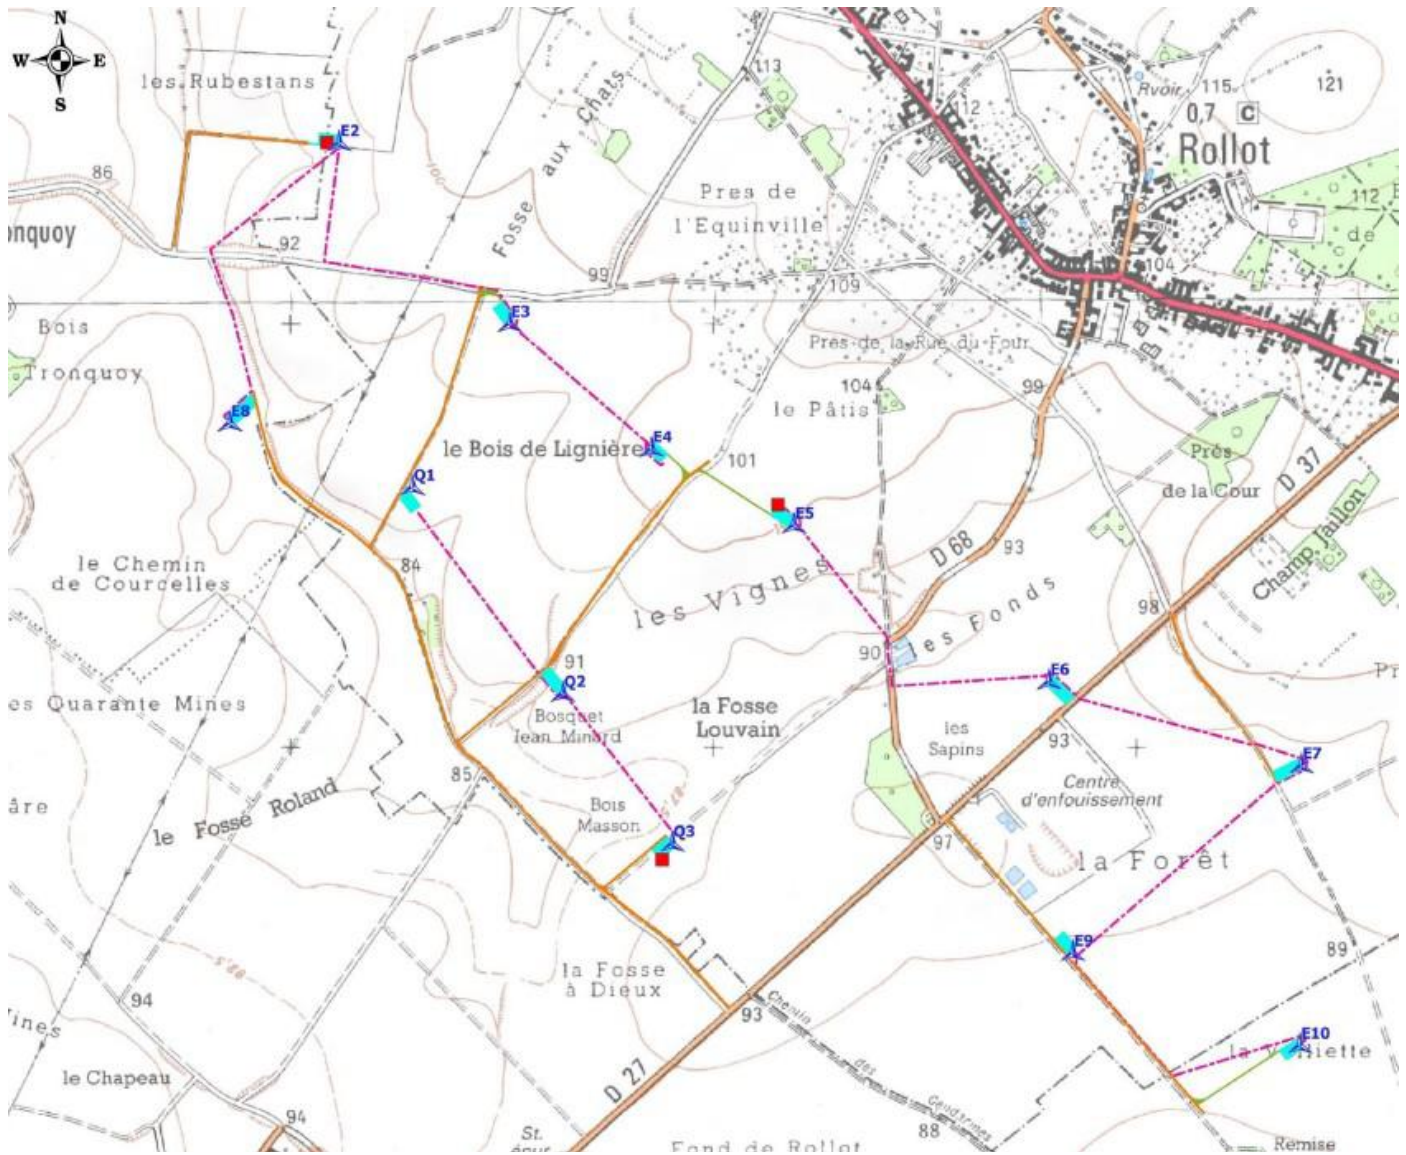 N
W E
S
les Rubestans
E2
86
onquoy
92
Fosse
aux
Chats
113
112
Rvoir
115
121
0,7 C
Rollot
Pres de
l'Equinville
99
109
104
112
de
Bois
Tronquoy
E3
Pres de la Rue du Four
104
le Pâtis
99
E8
E4
le Bois de Lignière
101
Q1
E5
Prés
de la Cour
D 37
Champ Jaillon
le Chemin
de Courcelles
84
D 68
93
les Vignes
les Fonds
98
90
91
Q2
E6
es Quarante Mines
Bosquet
Jean Minard
la Fosse
Louvain
les
Sapins
93
Pr
E7
85
Centre
d'enfouissement
âre
le Fossé Roland
Bois
Masson
87,5
Q3
97
la Forêt
E9
89
la Fosse
à Dieux
94
ines
93
Chemin
des
Gendarmes
E10
le Chapeau
D 27
94
St.
88
Fond de Rollot
Remise